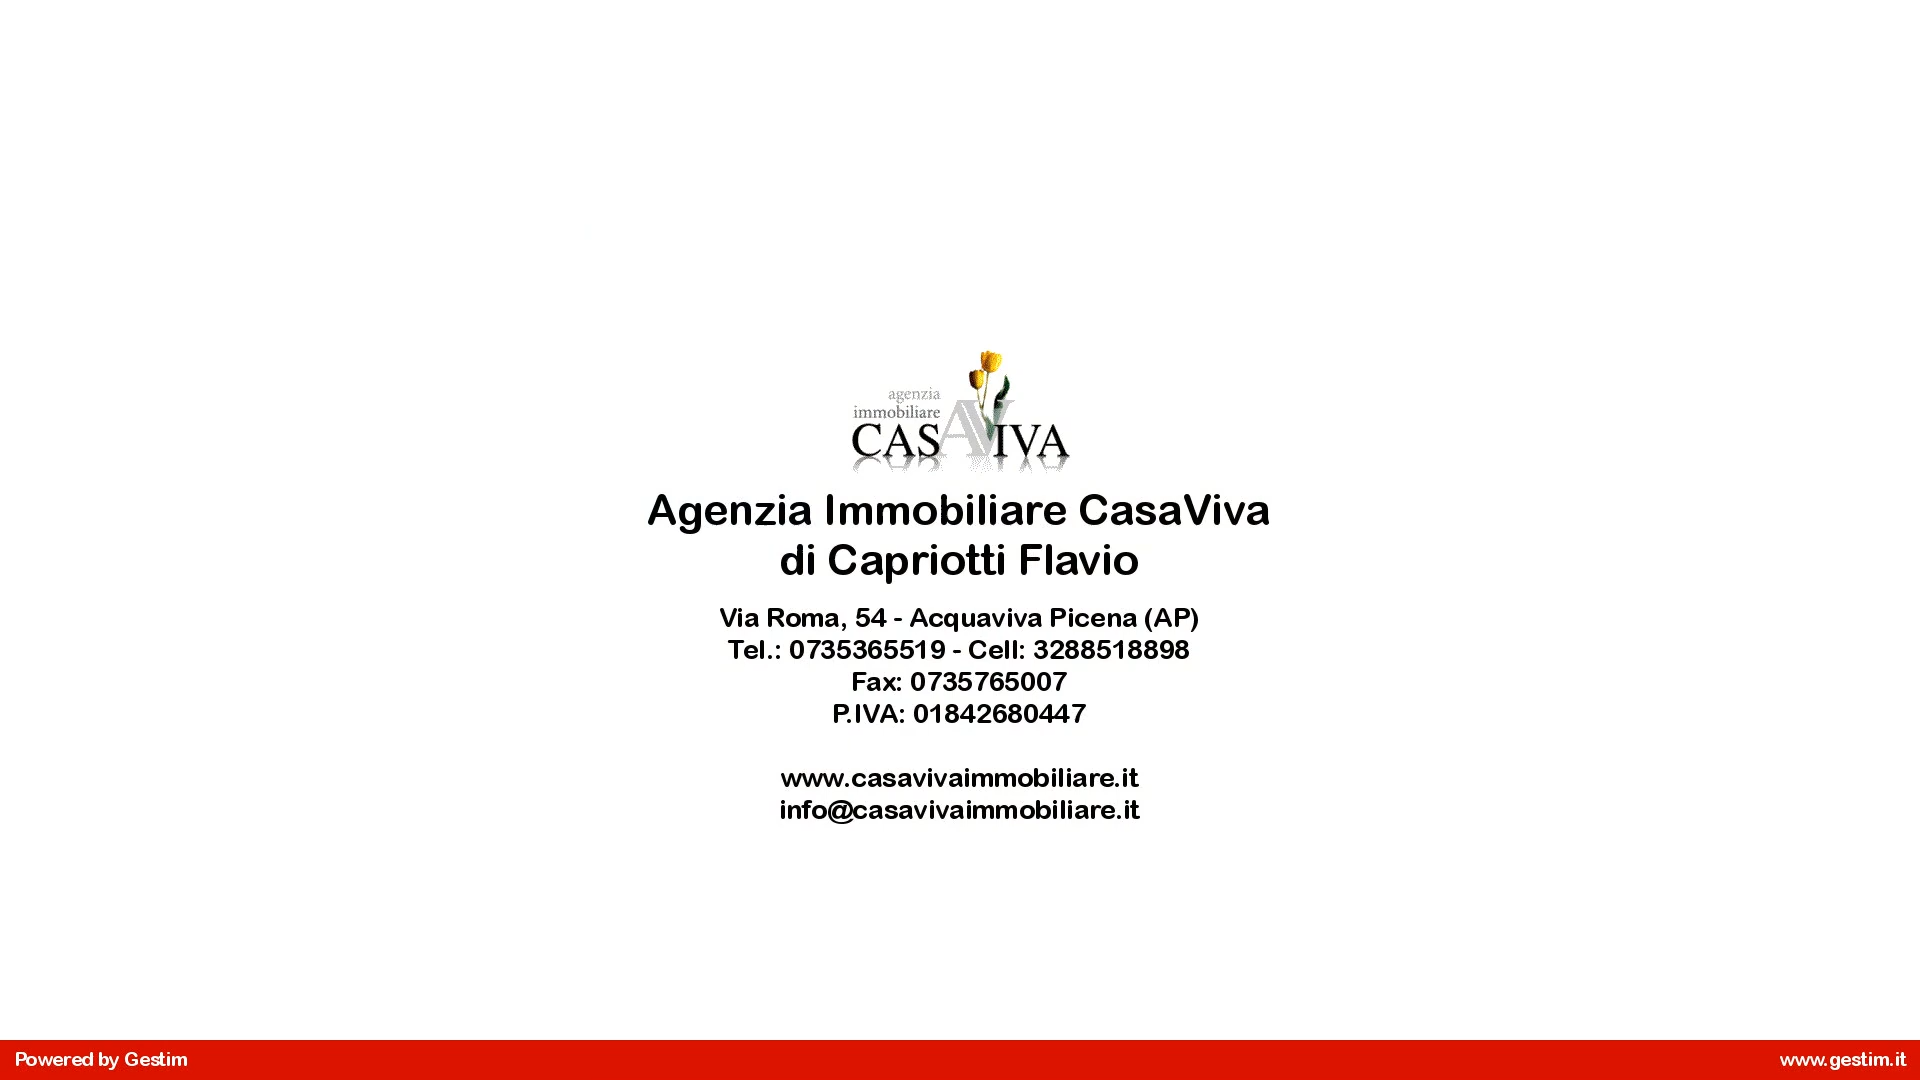 agenzia
immobiliare
CASAVIVA
Agenzia Immobiliare CasaViva
di Capriotti Flavio
Via Roma, 54 - Acquaviva Picena (AP)
Tel.: 0735365519 - Cell: 3288518898
Fax: 0735765007
P.IVA: 01842680447
www.casavivaimmobiliare.it
info@casavivaimmobiliare.it
Powered by Gestim
www.gestim.it